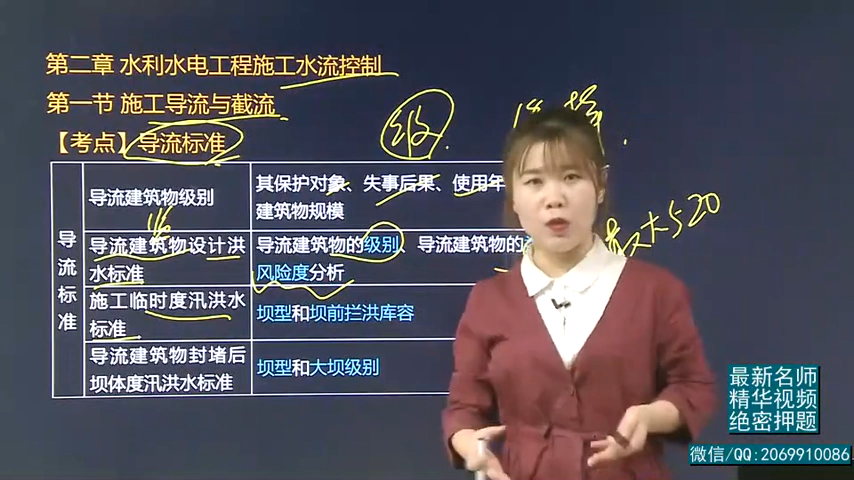 第二章 水利水电工程施工水流控制
第一节 施工导流与截流
【考点】导流标准
级
导流标准
导流建筑物级别
其保护对象、失事后果、使用年
建筑物规模
导流建筑物设计洪
水标准
导流建筑物的级别、导流建筑物的
风险度分析
大520
施工临时度汛洪水
标准
坝型和坝前拦洪库容
导流建筑物封堵后
坝体度汛洪水标准
坝型和大坝级别
最新名师
精华视频
绝密押题
微信/QQ:2069910086